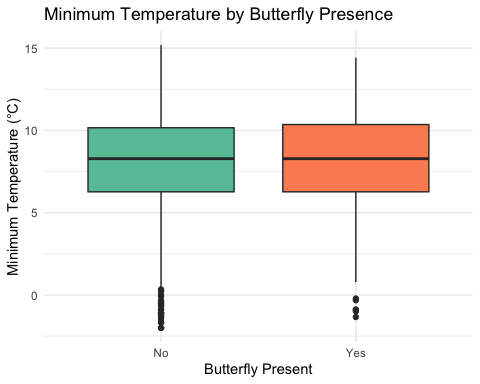 Minimum Temperature by Butterfly Presence
15
10
5
0
Minimum Temperature (°C)
No
Yes
Butterfly Present